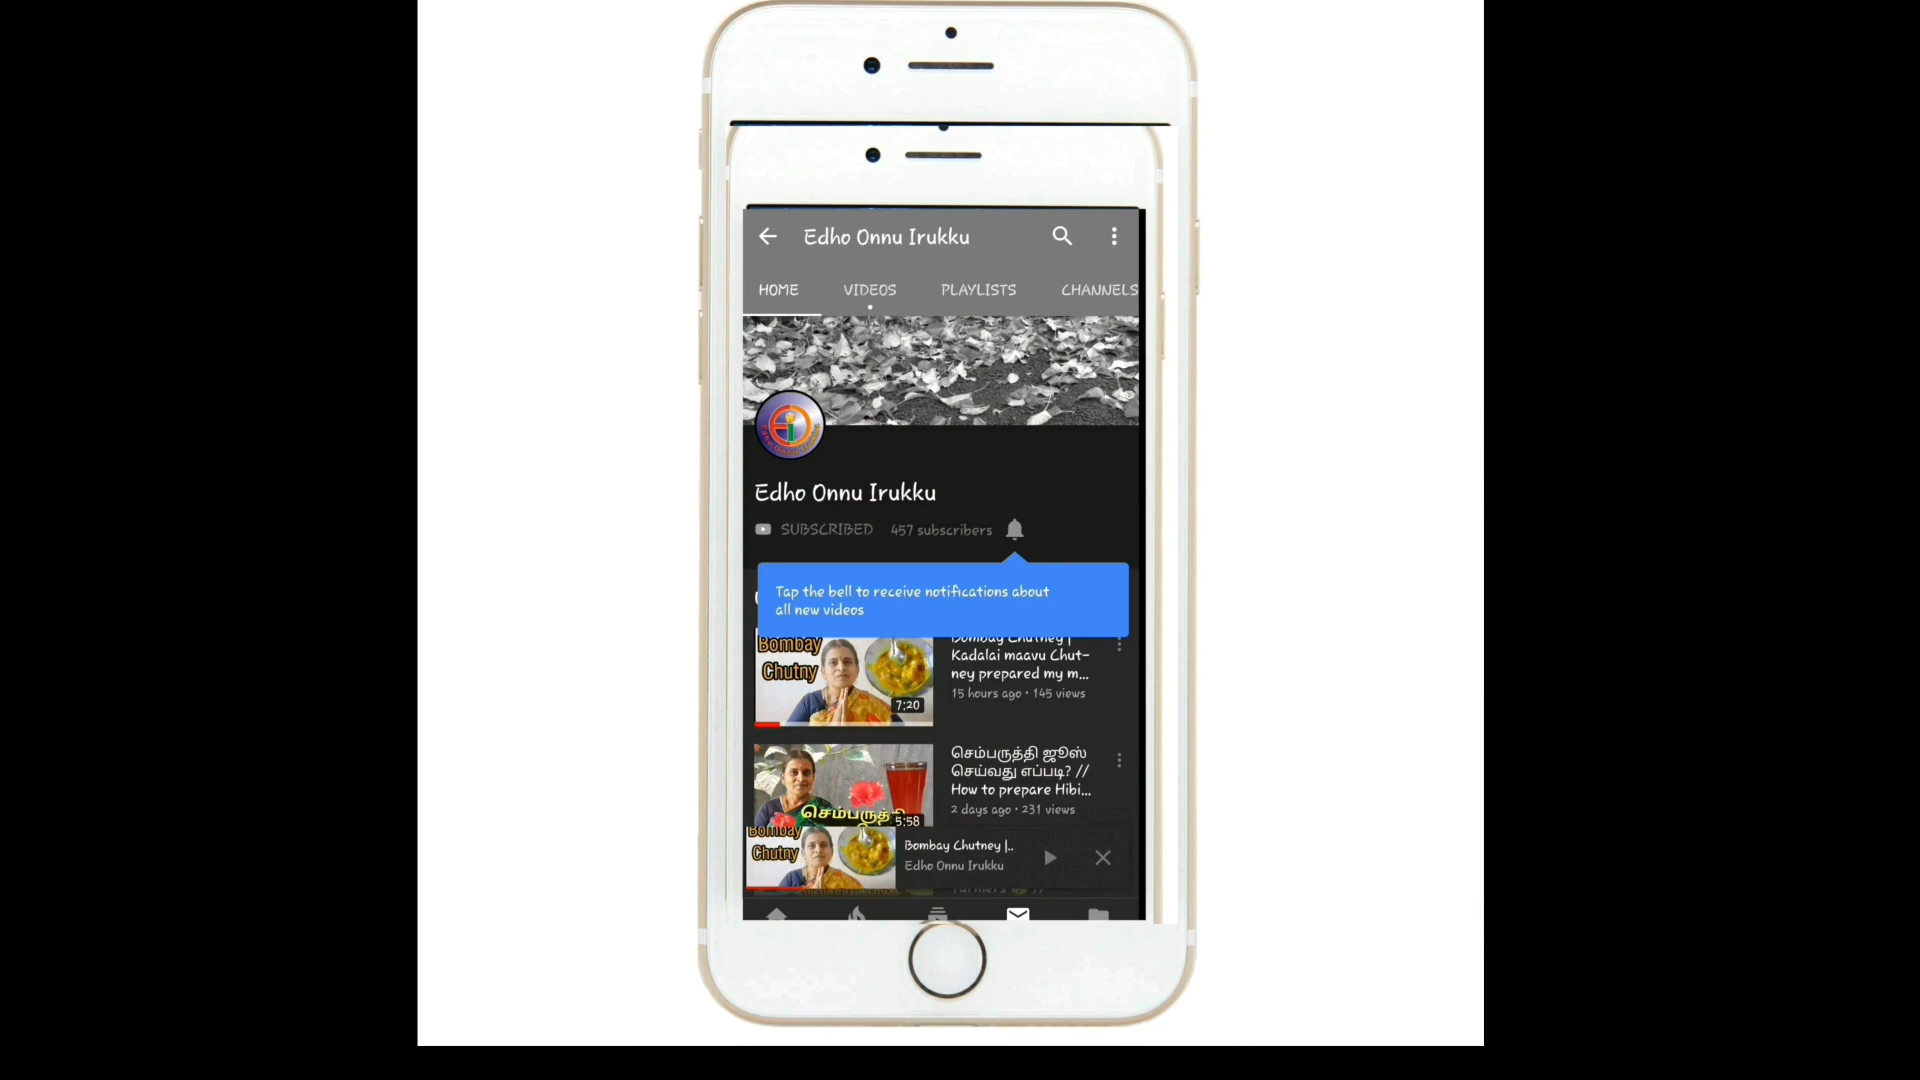 Edho Onnu Irukku
HOME VIDEOS PLAYLISTS CHANNELS
Edho Onnu Irukku
SUBSCRIBED 457 subscribers
Tap the bell to receive notifications about
all new videos
Bombay
Chutny
7:20
Bombay Chutney |
Kadalai maavu Chut-
ney prepared my m...
15 hours ago • 145 views
செம்பருத்தி
5:58
செம்பருத்தி ஜூஸ்
செய்வது எப்படி? //
How to prepare Hibi...
2 days ago • 231 views
Bombay
Chutny
Bombay Chutney |..
Edho Onnu Irukku